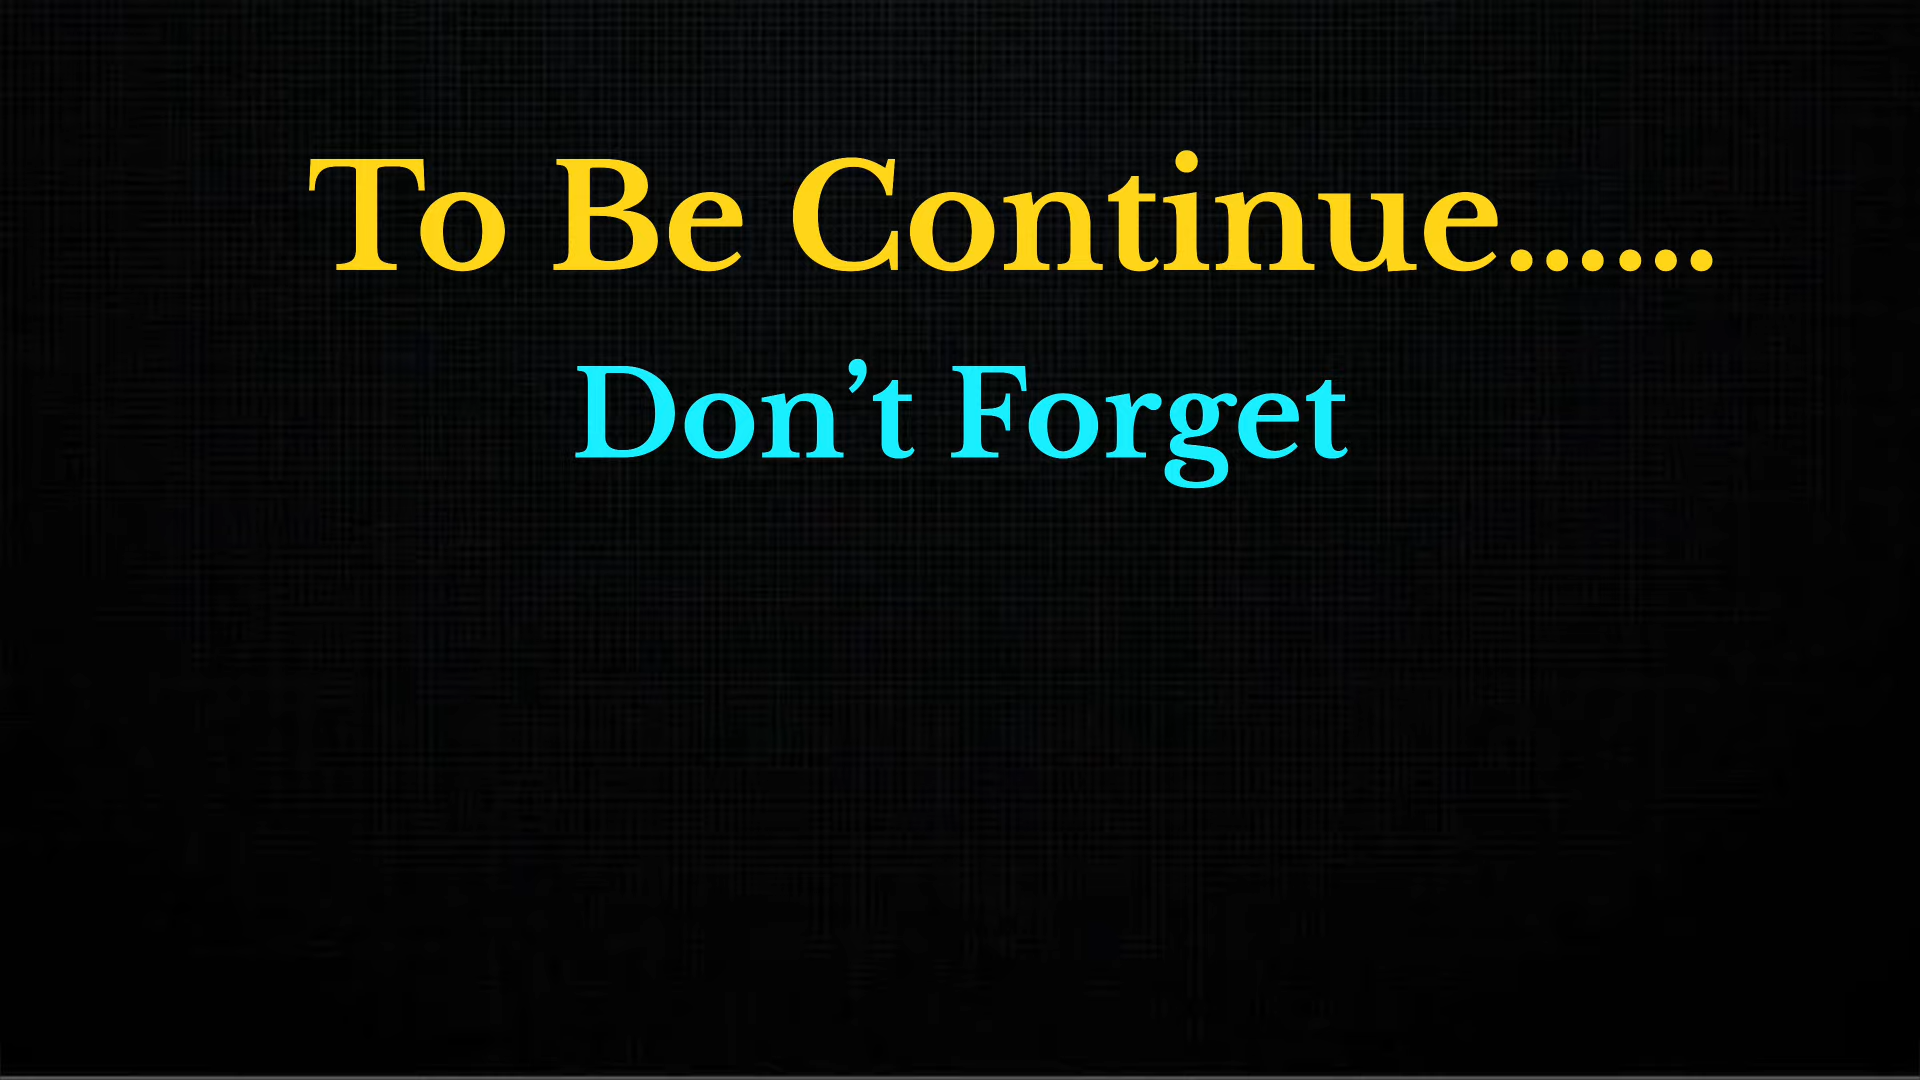 To Be Continue......
Don’t Forget